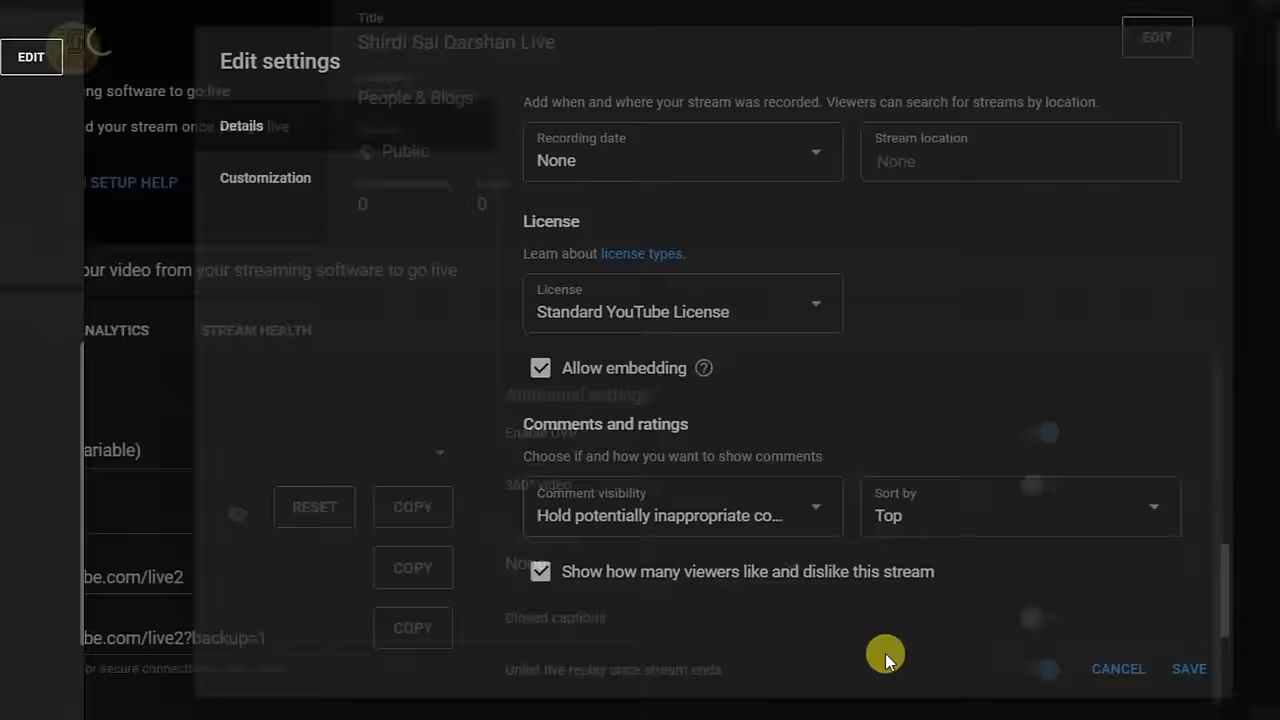 Title
EDIT
Shirdi Sai Darshan Live
EDIT
Edit settings
ng software to go live
People & Blogs
Add when and where your stream was recorded. Viewers can search for streams by location.
d your stream once live
Details
Recording date
None
Stream location
None
Public
SETUP HELP
Customization
0
0
License
Learn about license types.
our video from your streaming software to go live
License
Standard YouTube License
NALYTICS
STREAM HEALTH
Allow embedding
Additional settings
Comments and ratings
Enable DVR
Choose if and how you want to show comments
ariable)
360° video
Comment visibility
Hold potentially inappropriate co...
Sort by
Top
RESET
COPY
COPY
Show how many viewers like and dislike this stream
be.com/live2
Closed captions
COPY
be.com/live2?backup=1
or secure connection
Unlist live replay once stream ends
CANCEL
SAVE